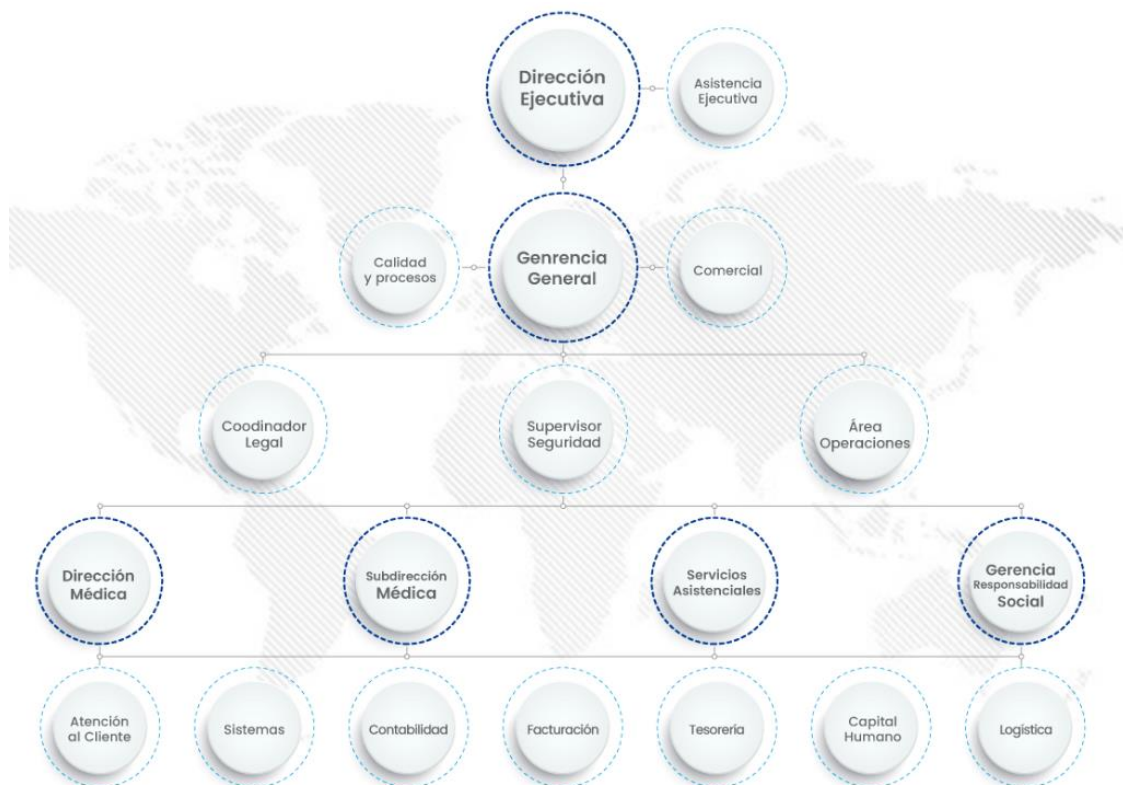 Dirección
Ejecutiva
Asistencia
Ejecutiva
Calidad
y procesos
Genrencia
General
Comercial
Coodinador
Legal
Supervisor
Seguridad
Área
Operaciones
Dirección
Médica
Subdirección
Médica
Servicios
Asistenciales
Gerencia
Responsabilidad
Social
Atención
al Cliente
Sistemas
Contabilidad
Facturación
Tesorería
Capital
Humano
Logística